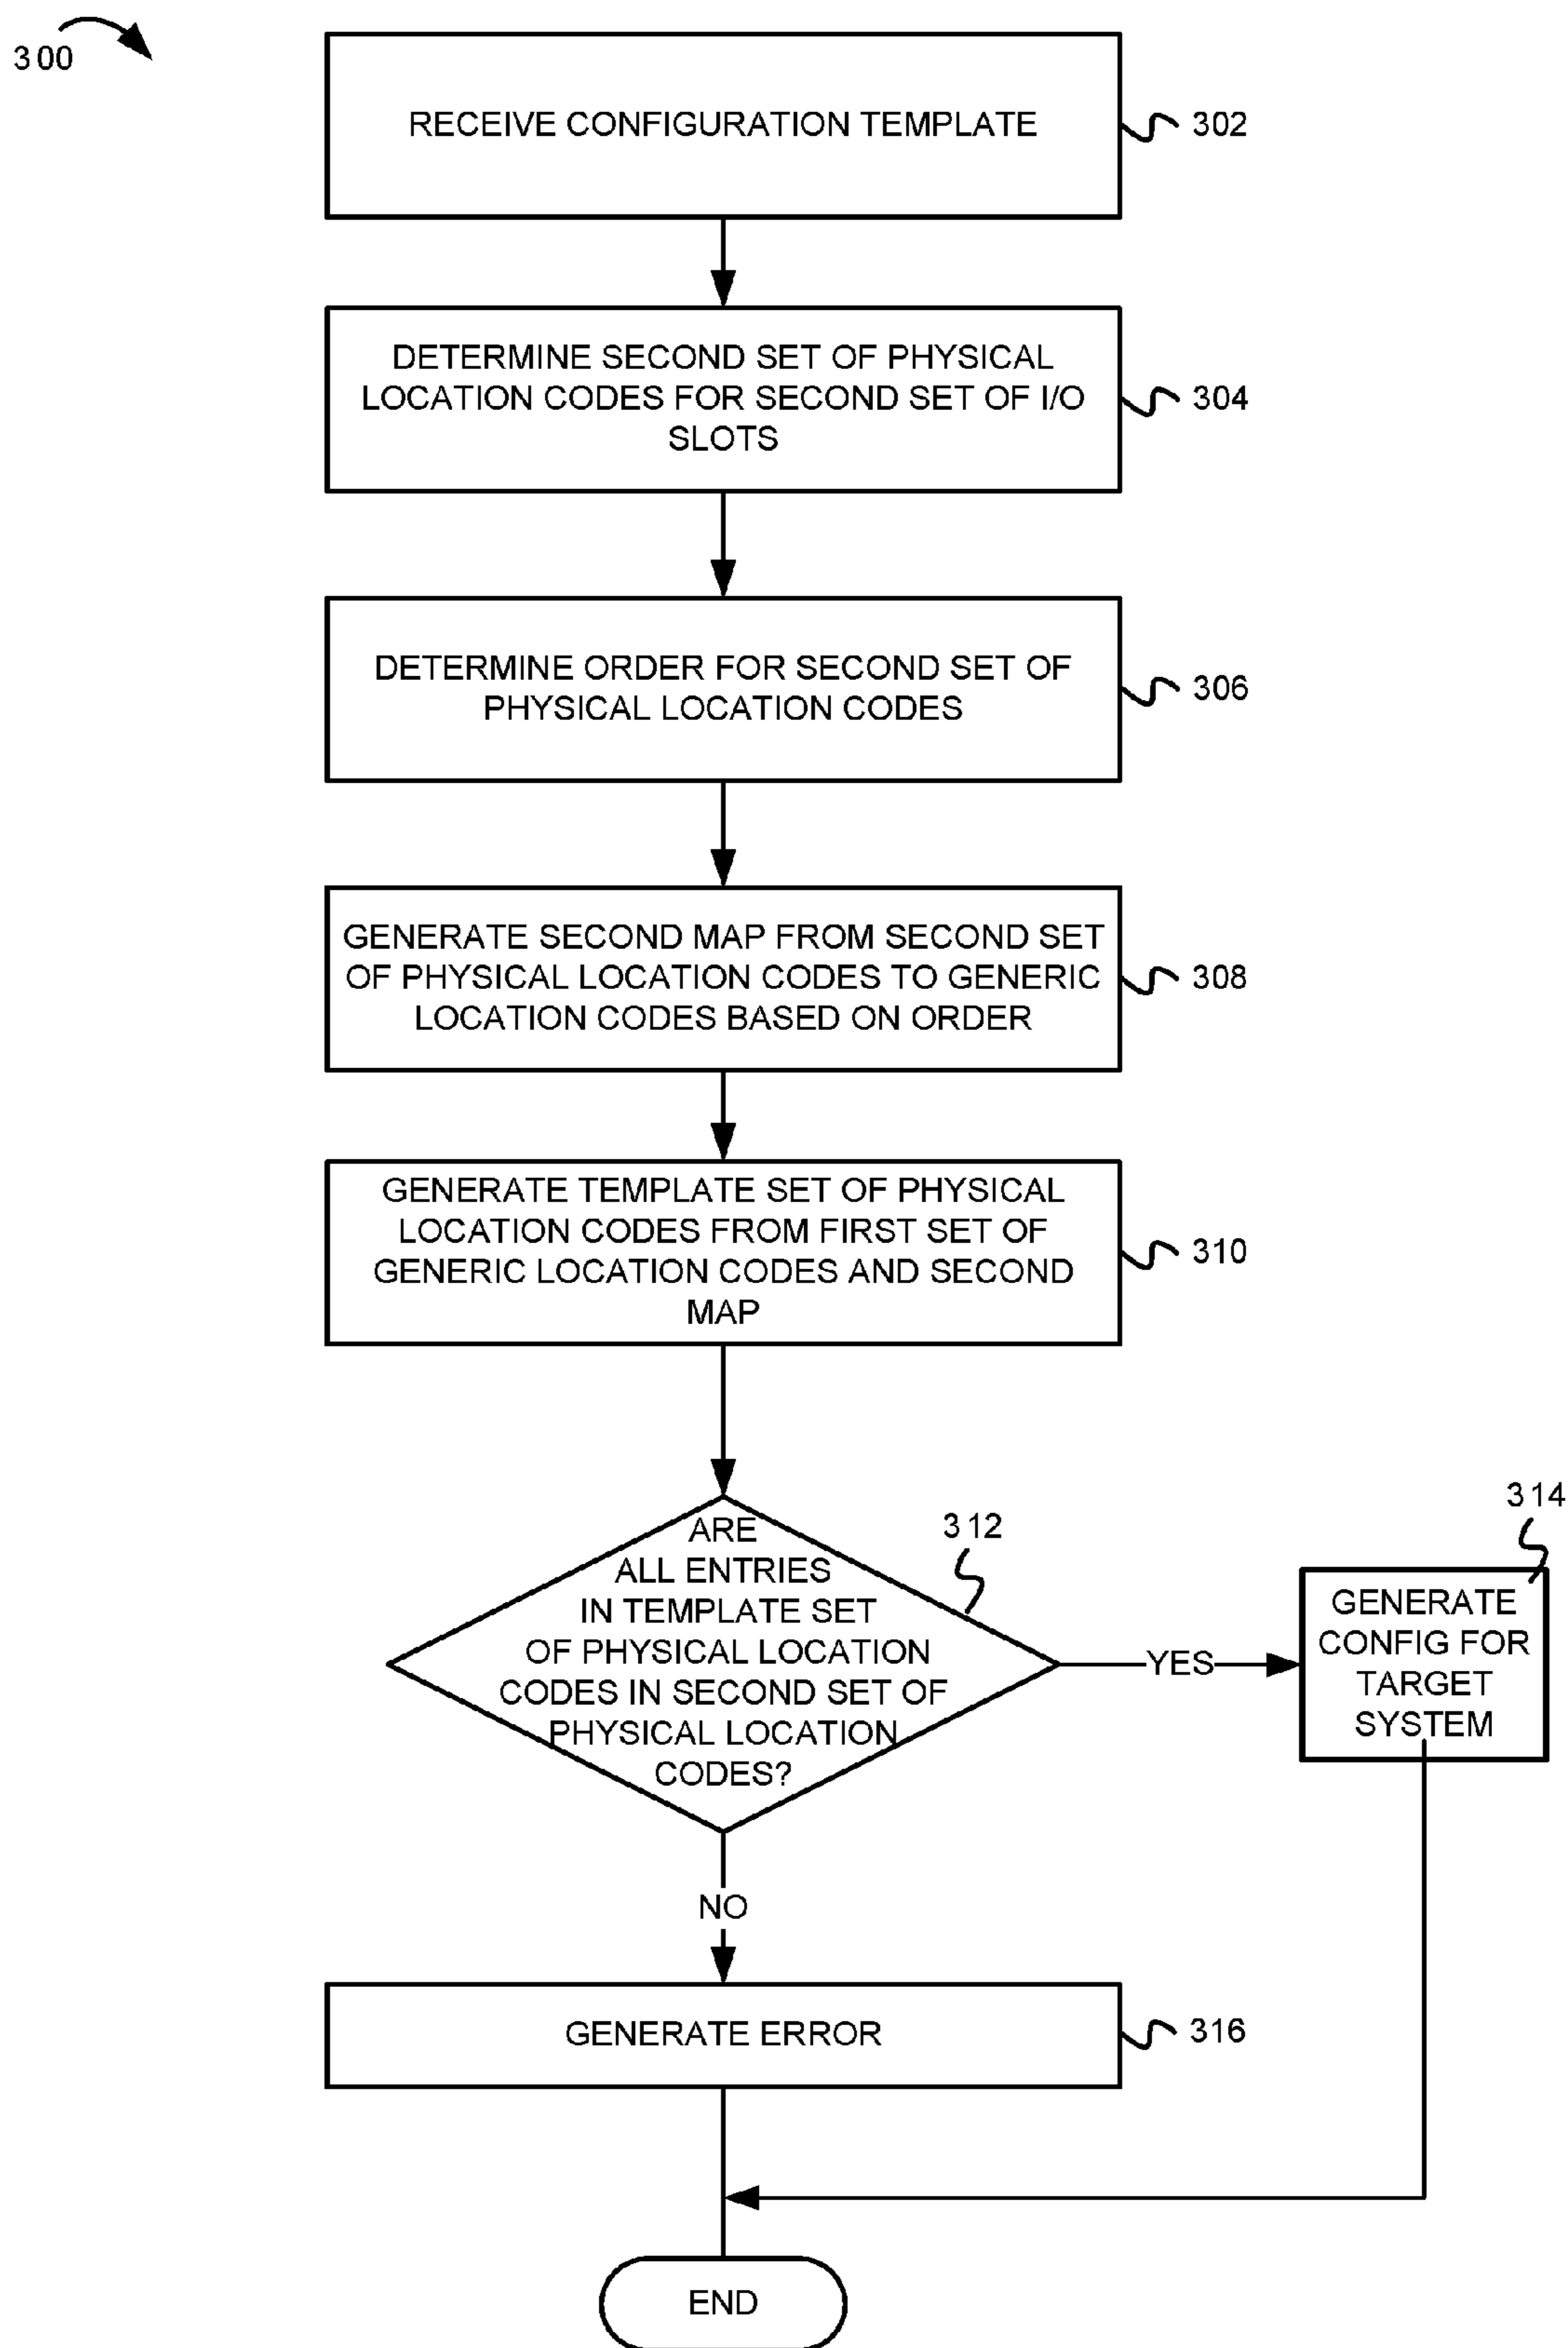 300
RECEIVE CONFIGURATION TEMPLATE
302
DETERMINE SECOND SET OF PHYSICAL
LOCATION CODES FOR SECOND SET OF I/O
SLOTS
304
DETERMINE ORDER FOR SECOND SET OF
PHYSICAL LOCATION CODES
306
GENERATE SECOND MAP FROM SECOND SET
OF PHYSICAL LOCATION CODES TO GENERIC
LOCATION CODES BASED ON ORDER
308
GENERATE TEMPLATE SET OF PHYSICAL
LOCATION CODES FROM FIRST SET OF
GENERIC LOCATION CODES AND SECOND
MAP
310
ARE
ALL ENTRIES
IN TEMPLATE SET
OF PHYSICAL LOCATION
CODES IN SECOND SET OF
PHYSICAL LOCATION
CODES?
312
YES
314
GENERATE
CONFIG FOR
TARGET
SYSTEM
NO
GENERATE ERROR
316
END